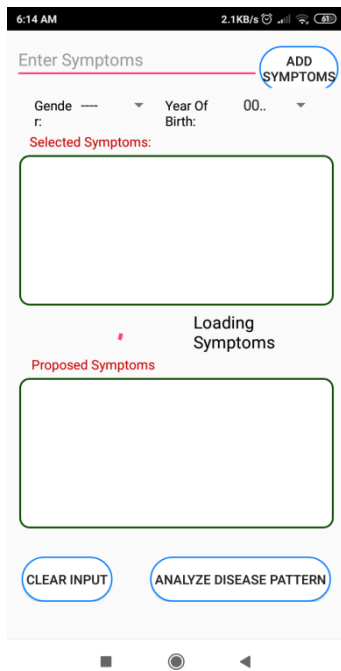 6:14 AM 2.1KB/s 61
Enter Symptoms
ADD
SYMPTOMS
Gende ---- Year Of 00..
r: Birth:
Selected Symptoms:
Loading
Symptoms
Proposed Symptoms
CLEAR INPUT ANALYZE DISEASE PATTERN